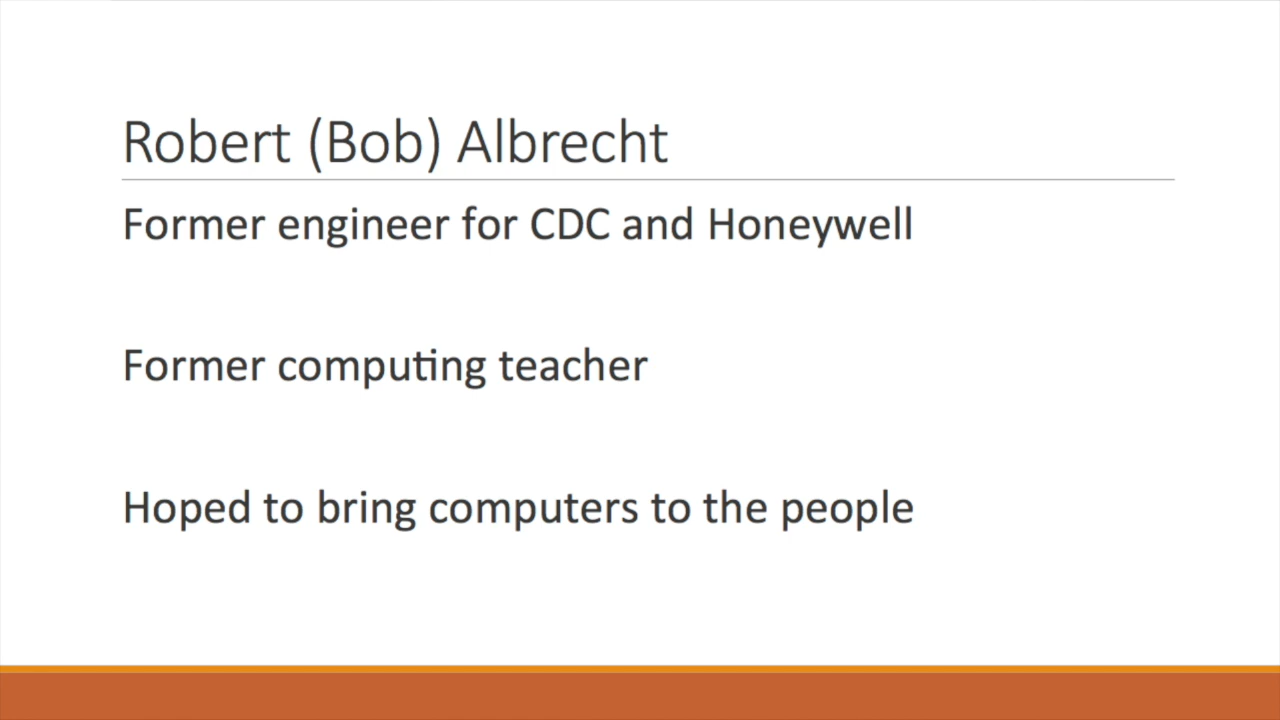 Robert (Bob) Albrecht
Former engineer for CDC and Honeywell
Former computing teacher
Hoped to bring computers to the people